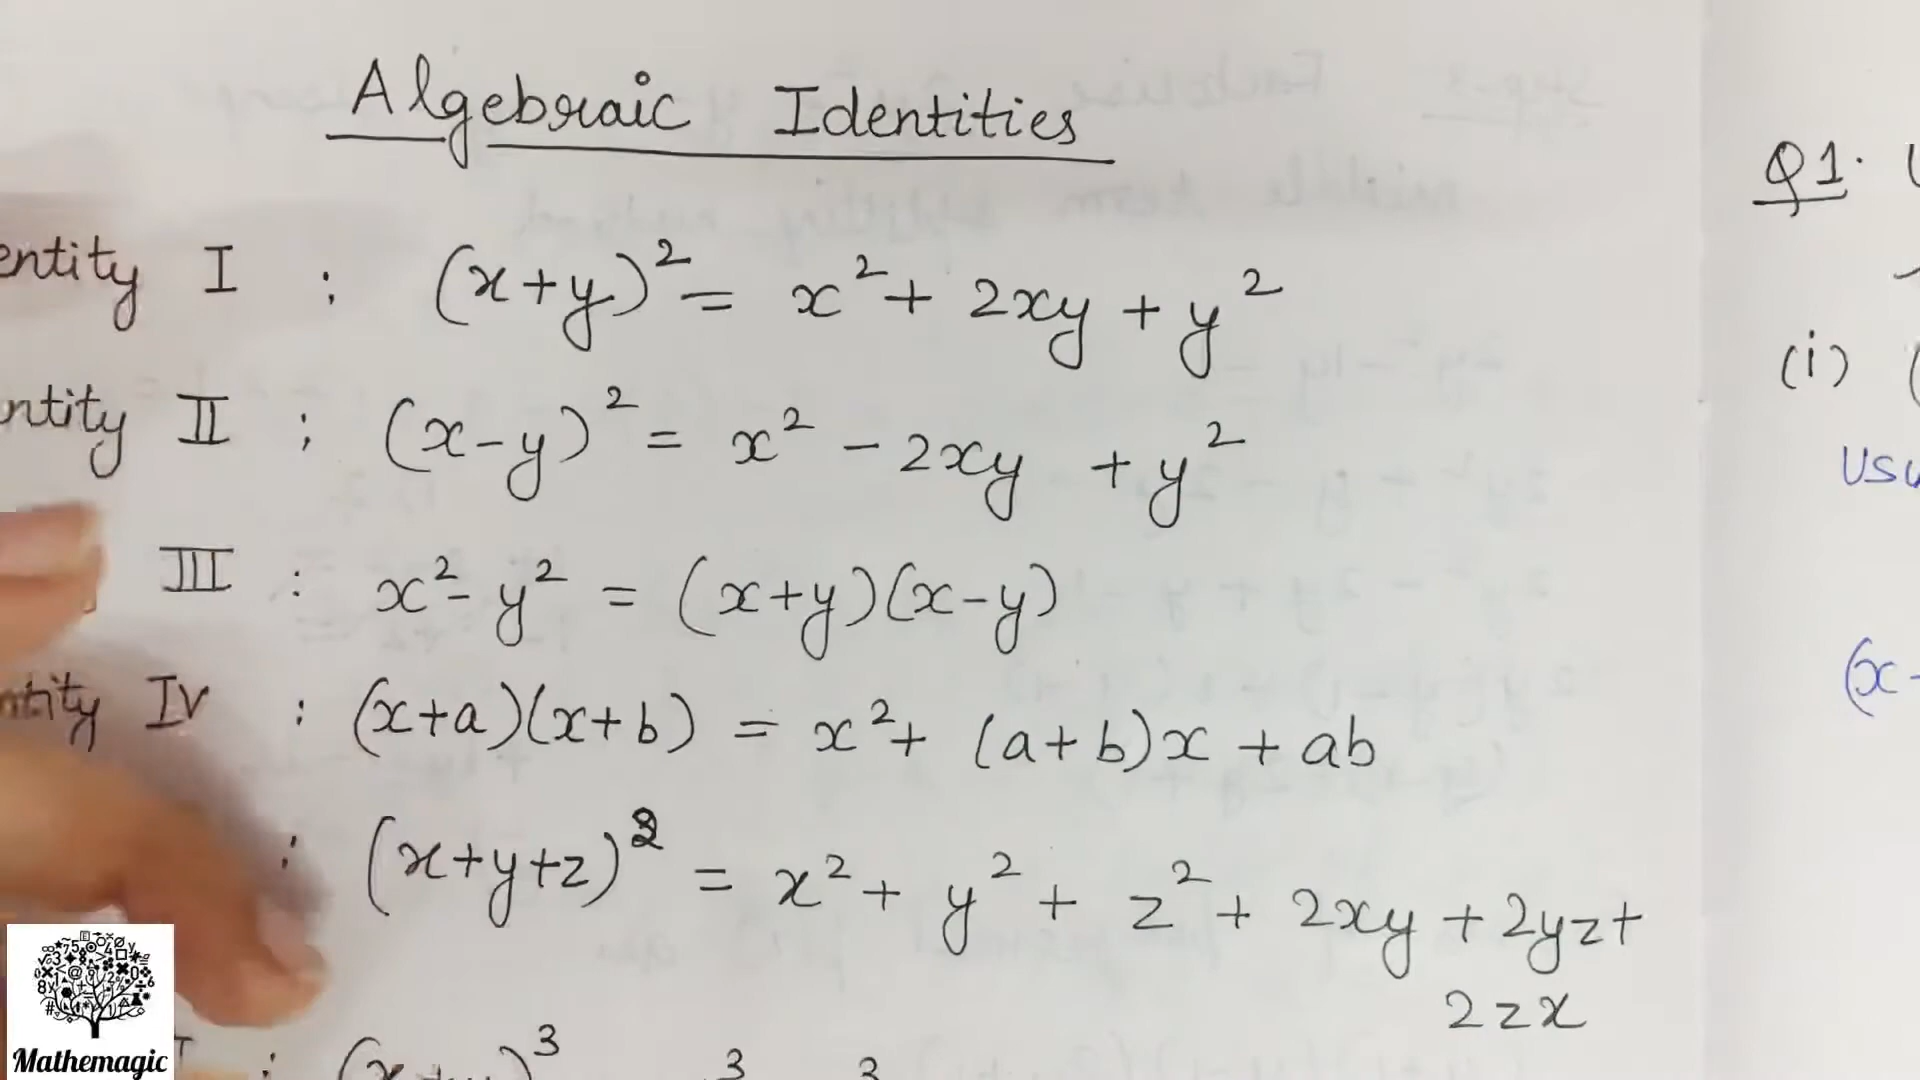 Algebraic Identities
entity I : (x+y)² = x² + 2xy + y²
ntity II : (x-y)² = x² - 2xy + y²
III : x² - y² = (x+y)(x-y)
ntity IV : (x+a)(x+b) = x² + (a+b)x + ab
: (x+y+z)² = x² + y² + z² + 2xy + 2yz +
2zx
Q1.
(i) (
(x-
Mathemagic